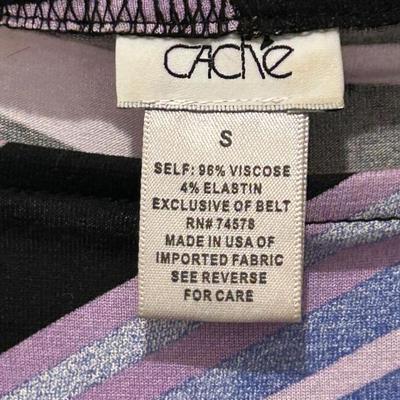 CACHÉ
S
SELF: 96% VISCOSE
4% ELASTIN
EXCLUSIVE OF BELT
RN# 74578
MADE IN USA OF
IMPORTED FABRIC
SEE REVERSE
FOR CARE